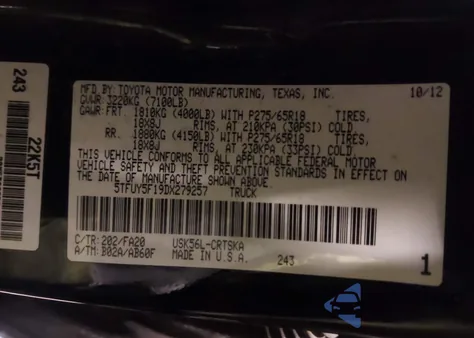 MFD.BY:TOYOTA MOTOR MANUFACTURING, TEXAS, INC. 10/12
GVWR:3220KG (7100LB)
GAWR:FRT. 1810KG (4000LB) WITH P275/65R18 TIRES,
18X8J RIMS, AT 210KPA (30PSI) COLD
RR. 1880KG (4150LB) WITH P275/65R18 TIRES,
18X8J RIMS, AT 230KPA (33PSI) COLD
THIS VEHICLE CONFORMS TO ALL APPLICABLE FEDERAL MOTOR
VEHICLE SAFETY AND THEFT PREVENTION STANDARDS IN EFFECT ON
THE DATE OF MANUFACTURE SHOWN ABOVE.
5TFUY5F19DX279257 TRUCK
C/TR:202/FA20 USK56L-CRTSKA
A/TM:B02A/AB60F MADE IN U.S.A. 243 1
243
22K5T